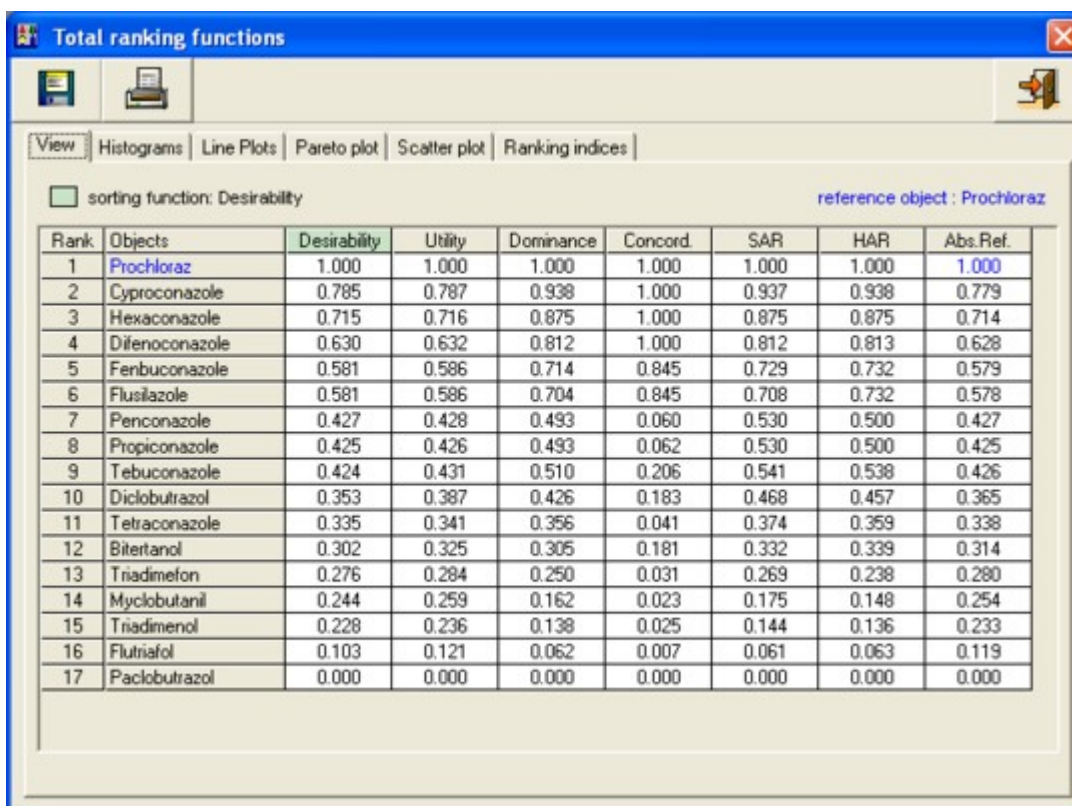 Total ranking functions
View Histograms Line Plots Pareto plot Scatter plot Ranking indices
sorting function: Desirability reference object : Prochloraz
Rank Objects Desirability Utility Dominance Concord. SAR HAR Abs.Ref.
1 Prochloraz 1.000 1.000 1.000 1.000 1.000 1.000 1.000
2 Cyproconazole 0.785 0.787 0.938 1.000 0.937 0.938 0.779
3 Hexaconazole 0.715 0.716 0.875 1.000 0.875 0.875 0.714
4 Difenoconazole 0.630 0.632 0.812 1.000 0.812 0.813 0.628
5 Fenbuconazole 0.581 0.586 0.714 0.845 0.729 0.732 0.579
6 Flusilazole 0.581 0.586 0.704 0.845 0.708 0.732 0.578
7 Penconazole 0.427 0.428 0.493 0.060 0.530 0.500 0.427
8 Propiconazole 0.425 0.426 0.493 0.062 0.530 0.500 0.425
9 Tebuconazole 0.424 0.431 0.510 0.206 0.541 0.538 0.426
10 Diclobutrazol 0.353 0.387 0.426 0.183 0.468 0.457 0.365
11 Tetraconazole 0.335 0.341 0.356 0.041 0.374 0.359 0.338
12 Bitertanol 0.302 0.325 0.305 0.181 0.332 0.339 0.314
13 Triadimefon 0.276 0.284 0.250 0.031 0.269 0.238 0.280
14 Myclobutanil 0.244 0.259 0.162 0.023 0.175 0.148 0.254
15 Triadimenol 0.228 0.236 0.138 0.025 0.144 0.136 0.233
16 Flutriafol 0.103 0.121 0.062 0.007 0.061 0.063 0.119
17 Paclobutrazol 0.000 0.000 0.000 0.000 0.000 0.000 0.000